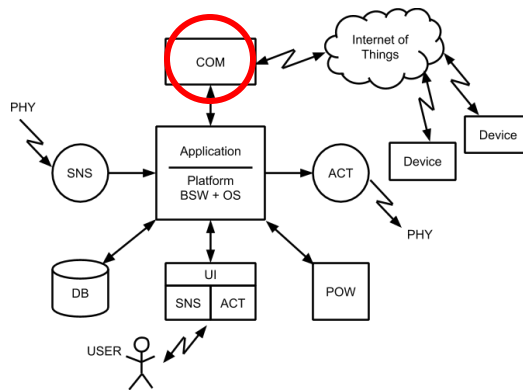 COM
Internet of
Things
PHY
Device
Device
SNS
Application
Platform
BSW + OS
ACT
PHY
DB
UI
SNS ACT
POW
USER